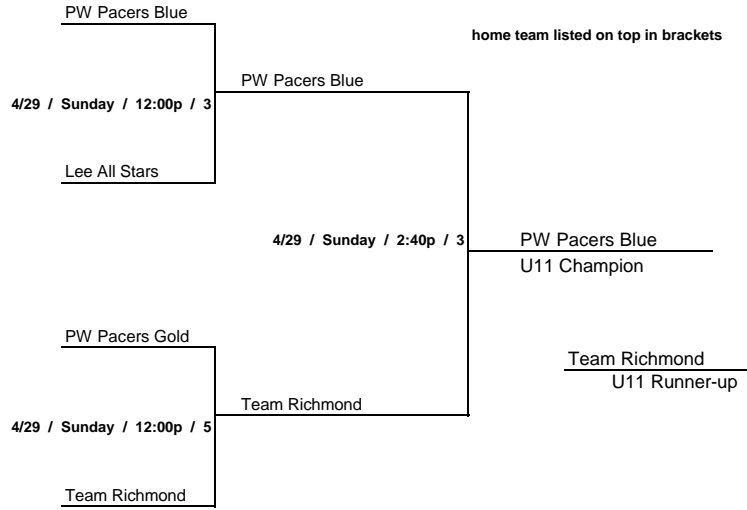 PW Pacers Blue
home team listed on top in brackets
PW Pacers Blue
4/29 / Sunday / 12:00p / 3
Lee All Stars
4/29 / Sunday / 2:40p / 3
PW Pacers Blue
U11 Champion
PW Pacers Gold
Team Richmond
U11 Runner-up
Team Richmond
4/29 / Sunday / 12:00p / 5
Team Richmond